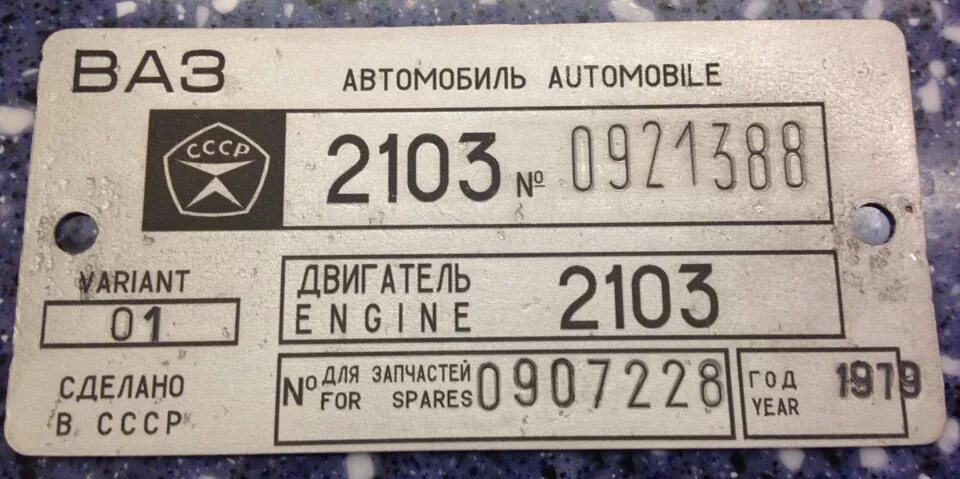 ВАЗ
АВТОМОБИЛЬ AUTOMOBILE
СССР
2103 № 0921388
VARIANT
01
ДВИГАТЕЛЬ
ENGINE
2103
СДЕЛАНО
В СССР
№ ДЛЯ ЗАПЧАСТЕЙ
FOR SPARES
0907228
ГОД
YEAR
1979